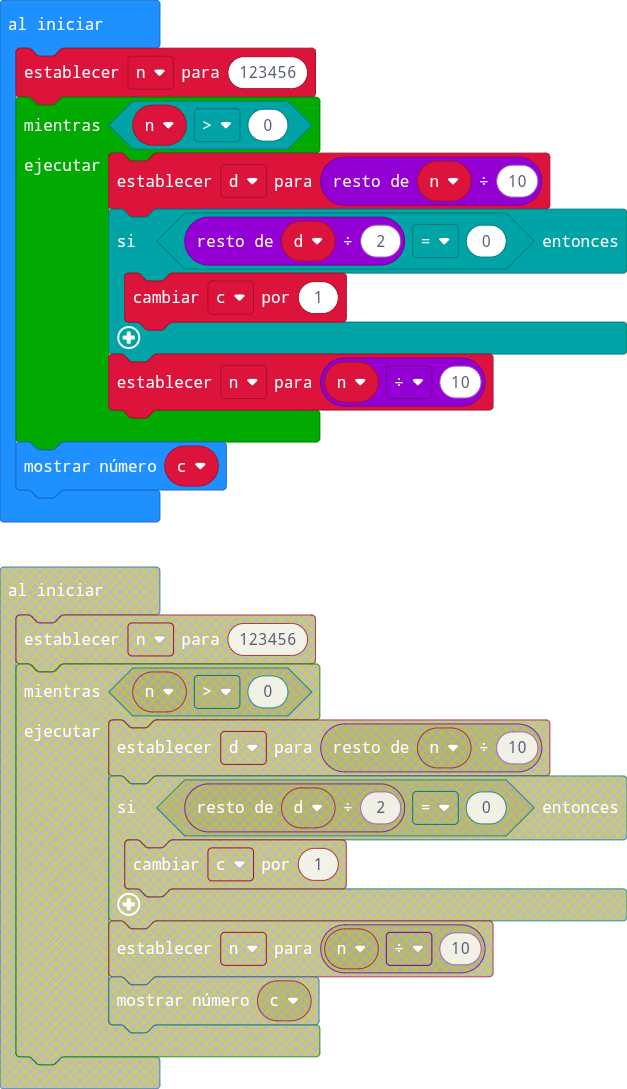 al iniciar
establecer n para 123456
mientras n > 0
ejecutar
establecer d para resto de n ÷ 10
si resto de d ÷ 2 = 0 entonces
cambiar c por 1
establecer n para n ÷ 10
mostrar número c
al iniciar
establecer n para 123456
mientras n > 0
ejecutar
establecer d para resto de n ÷ 10
si resto de d ÷ 2 = 0 entonces
cambiar c por 1
establecer n para n ÷ 10
mostrar número c